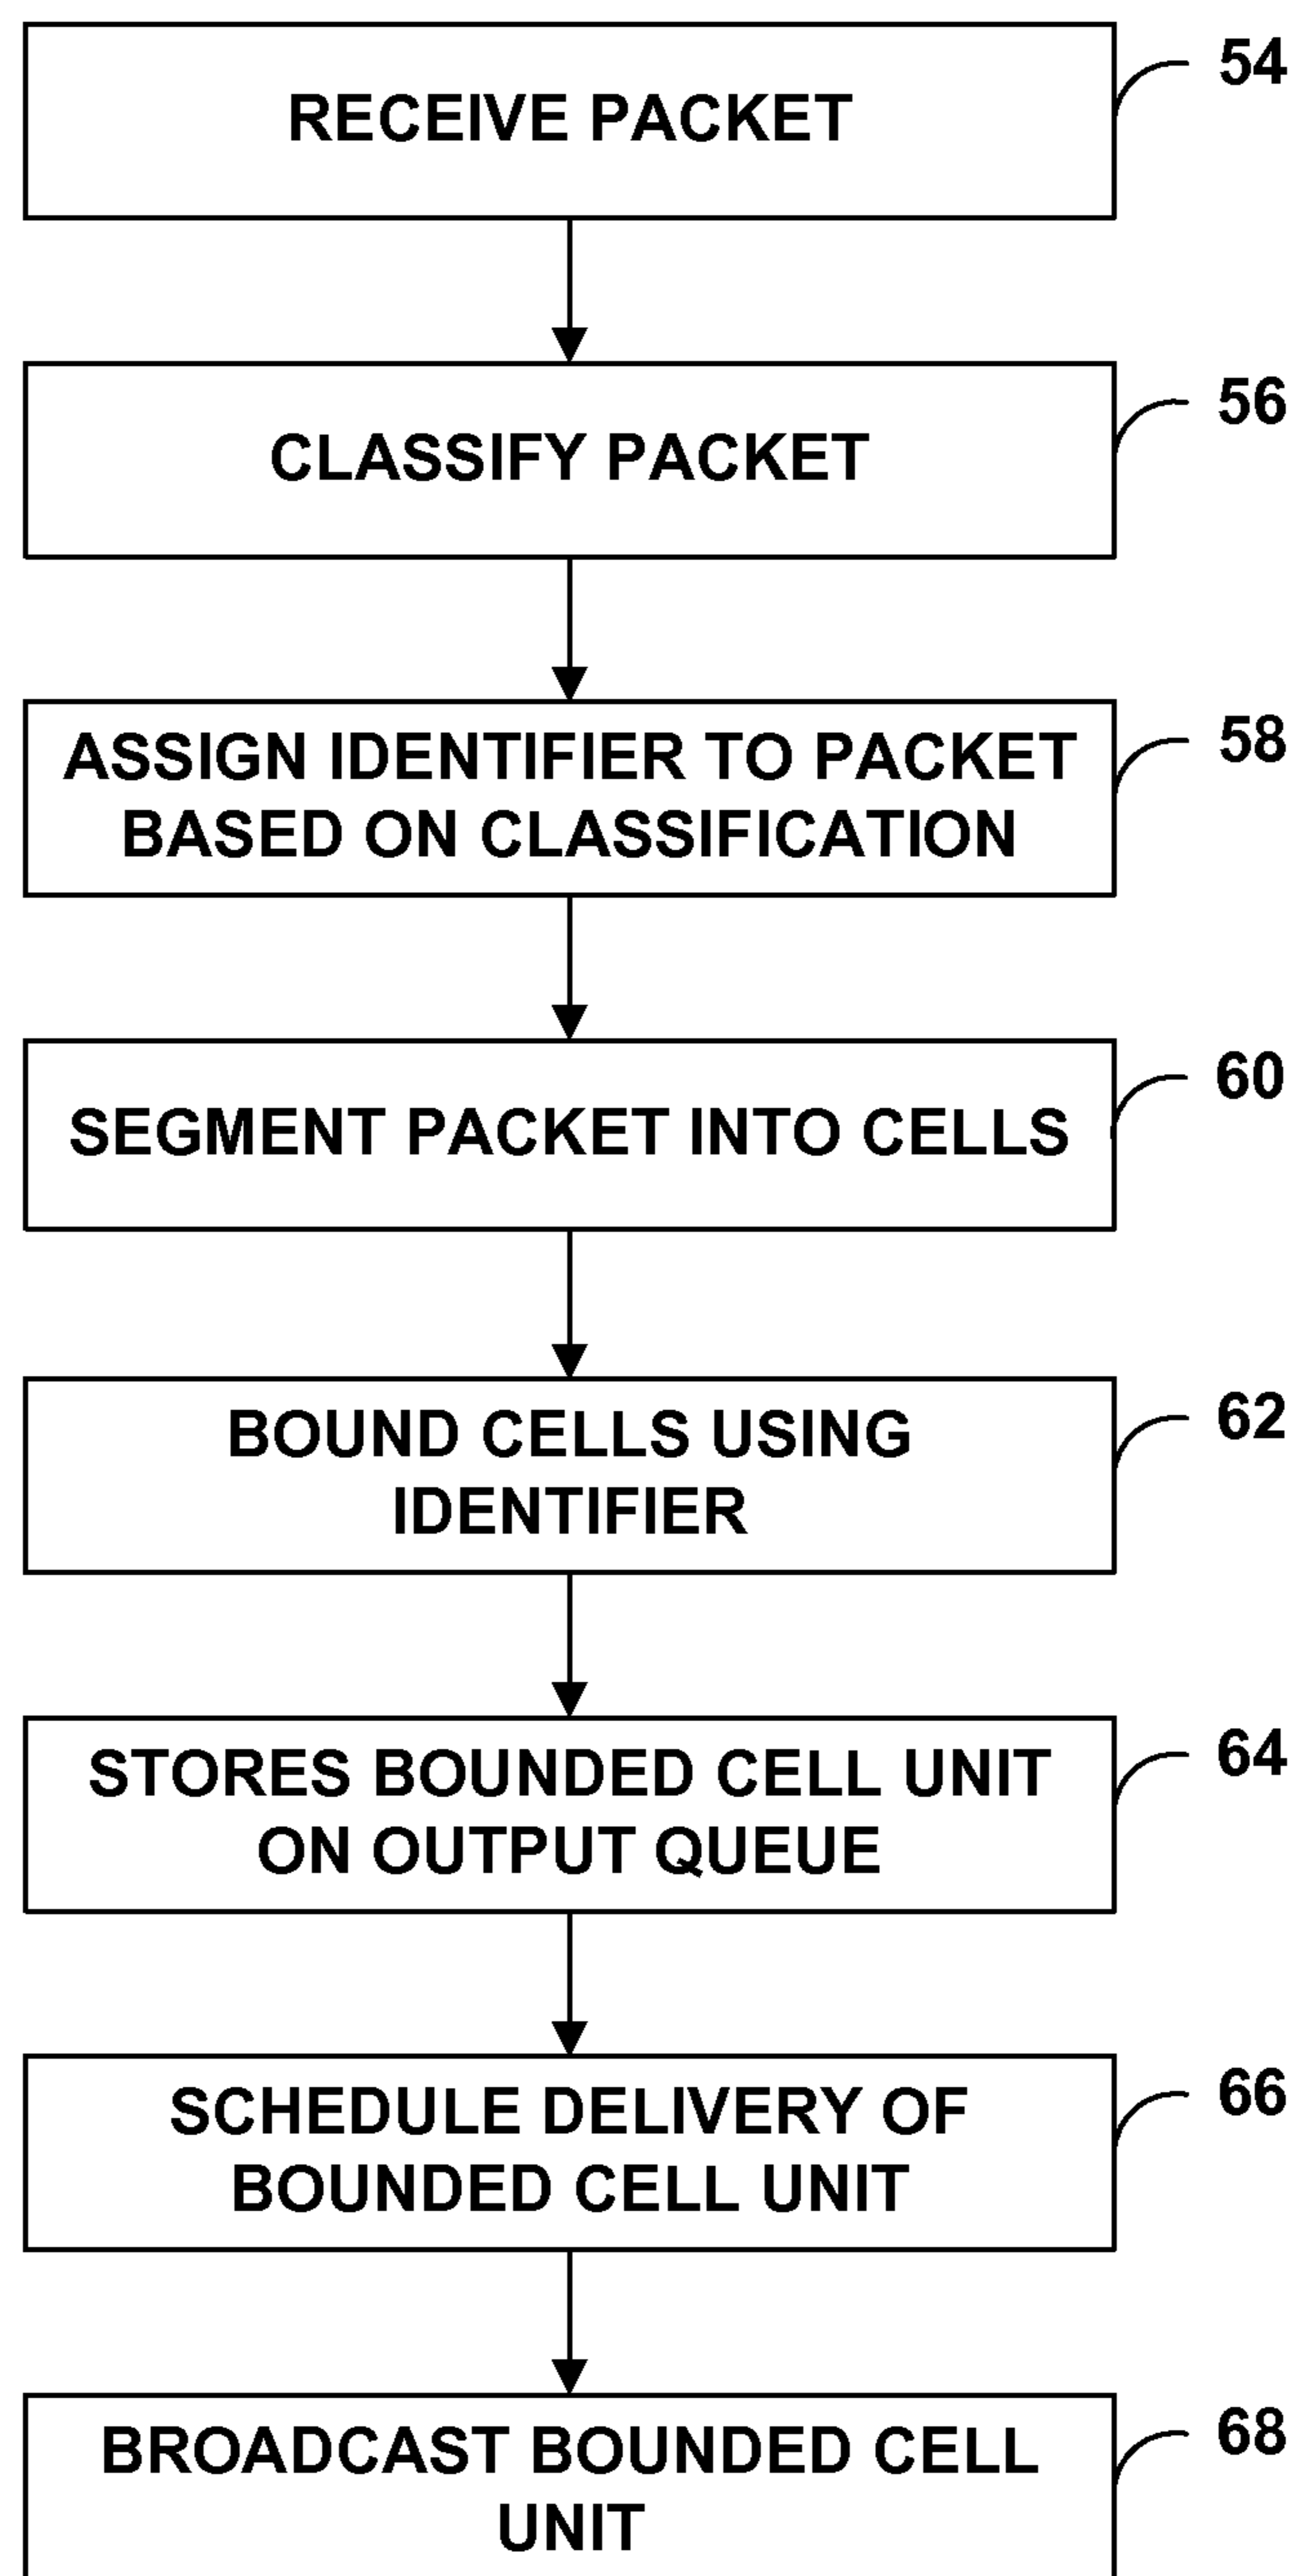 RECEIVE PACKET
54
CLASSIFY PACKET
56
ASSIGN IDENTIFIER TO PACKET
BASED ON CLASSIFICATION
58
SEGMENT PACKET INTO CELLS
60
BOUND CELLS USING
IDENTIFIER
62
STORES BOUNDED CELL UNIT
ON OUTPUT QUEUE
64
SCHEDULE DELIVERY OF
BOUNDED CELL UNIT
66
BROADCAST BOUNDED CELL
UNIT
68